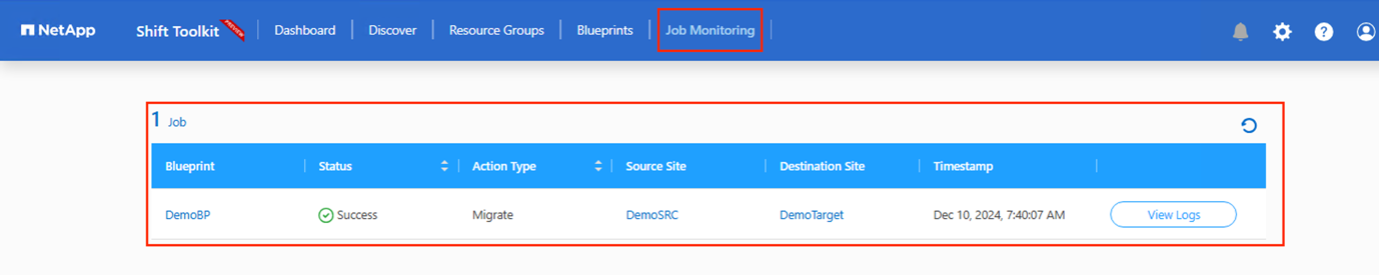 NetApp Shift Toolkit PREVIEW Dashboard Discover Resource Groups Blueprints Job Monitoring
1 Job
Blueprint Status Action Type Source Site Destination Site Timestamp
DemoBP Success Migrate DemoSRC DemoTarget Dec 10, 2024, 7:40:07 AM View Logs